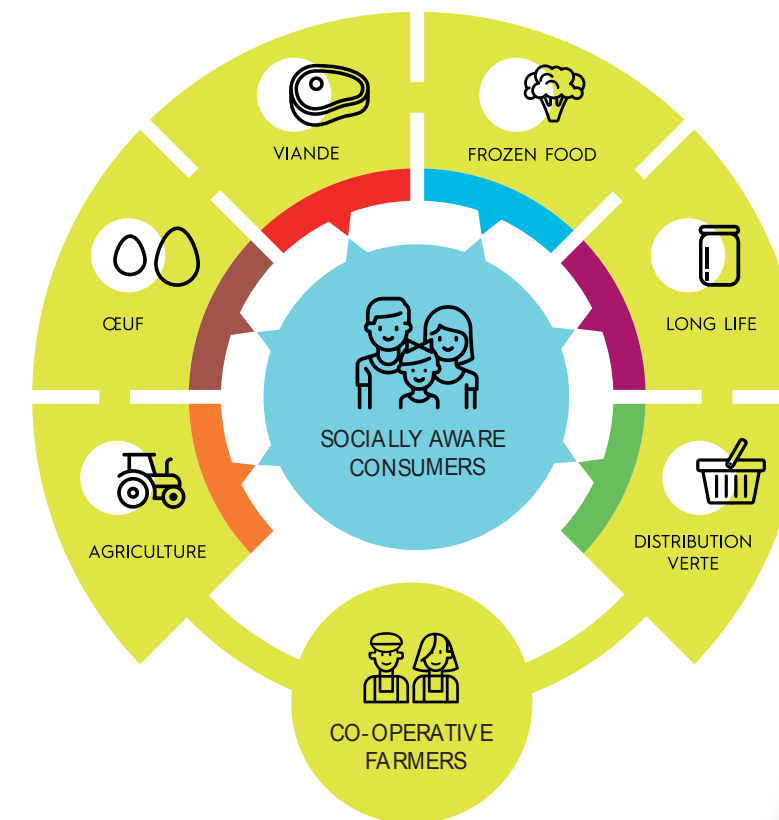 VIANDE
FROZEN FOOD
ŒUF
LONG LIFE
SOCIALLY AWARE
CONSUMERS
AGRICULTURE
DISTRIBUTION
VERTE
CO-OPERATIVE
FARMERS